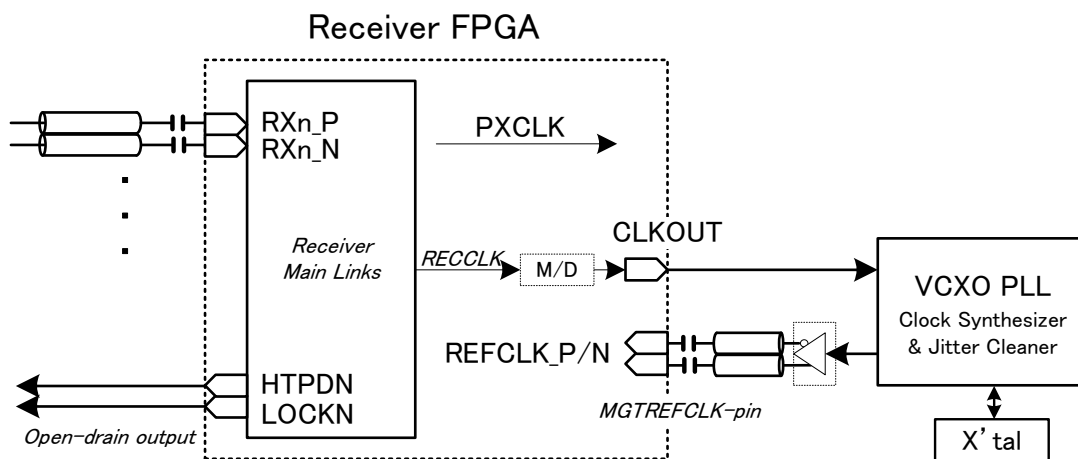 Receiver FPGA
RXn_P
RXn_N
PXCLK
Receiver
Main Links
RECCLK
M/D
CLKOUT
VCXO PLL
Clock Synthesizer
& Jitter Cleaner
REFCLK_P/N
MGTREFCLK-pin
HTPDN
LOCKN
Open-drain output
X'tal